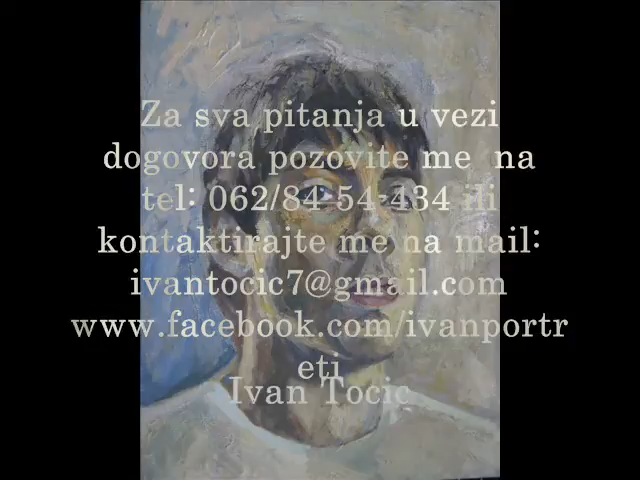 Za sva pitanja u vezi
dogovora pozovite me na
tel: 062/84-54-434 ili
kontaktirajte me na mail:
ivantocic7@gmail.com
www.facebook.com/ivanportr
eti
Ivan Tocic